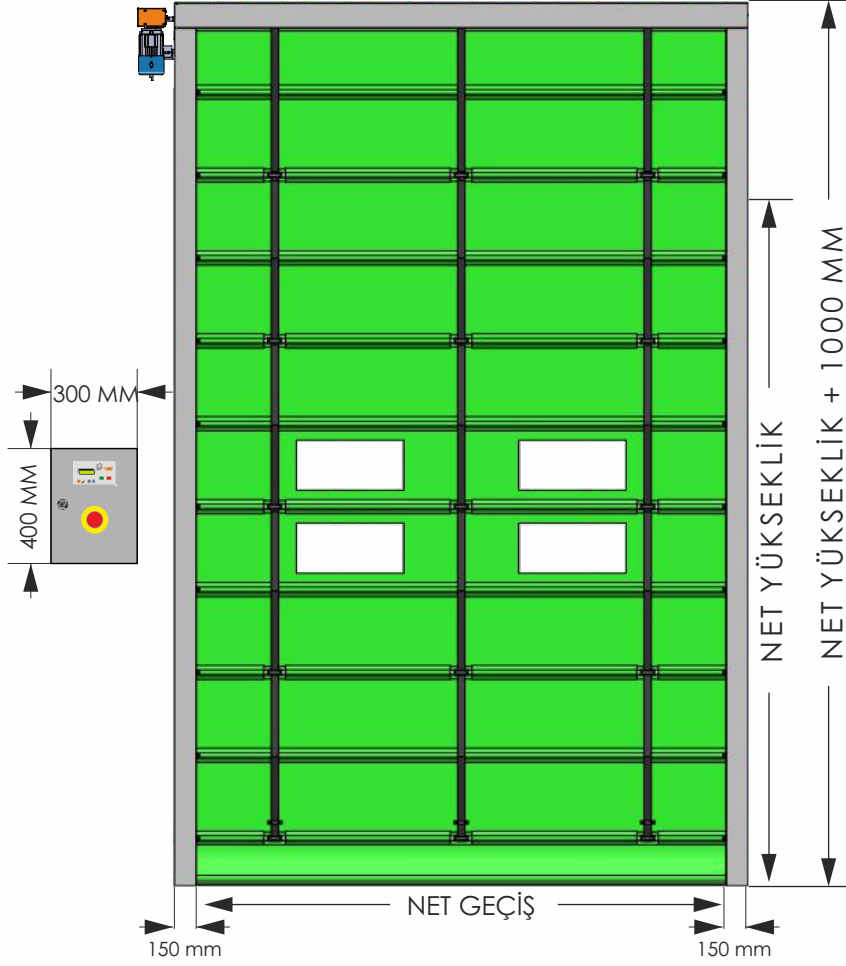 300 MM
400 MM
NET YÜKSEKLİK
NET YÜKSEKLİK + 1000 MM
NET GEÇİŞ
150 mm
150 mm